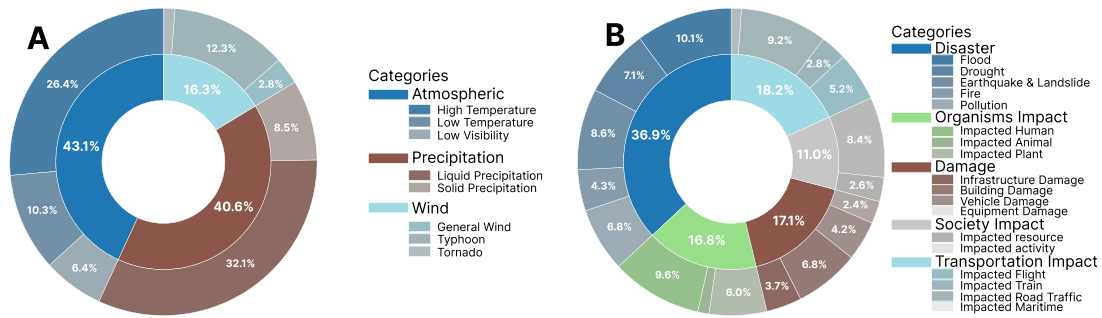 A
12.3%
2.8%
16.3%
26.4%
8.5%
43.1%
40.6%
10.3%
6.4%
32.1%
Categories
Atmospheric
High Temperature
Low Temperature
Low Visibility
Precipitation
Liquid Precipitation
Solid Precipitation
Wind
General Wind
Typhoon
Tornado
B
10.1%
9.2%
2.8%
7.1%
5.2%
18.2%
8.6%
36.9%
8.4%
11.0%
4.3%
2.6%
2.4%
6.8%
17.1%
4.2%
16.8%
9.6%
6.8%
6.0%
3.7%
Categories
Disaster
Flood
Drought
Earthquake & Landslide
Fire
Pollution
Organisms Impact
Impacted Human
Impacted Animal
Impacted Plant
Damage
Infrastructure Damage
Building Damage
Vehicle Damage
Equipment Damage
Society Impact
Impacted resource
Impacted activity
Transportation Impact
Impacted Flight
Impacted Train
Impacted Road Traffic
Impacted Maritime